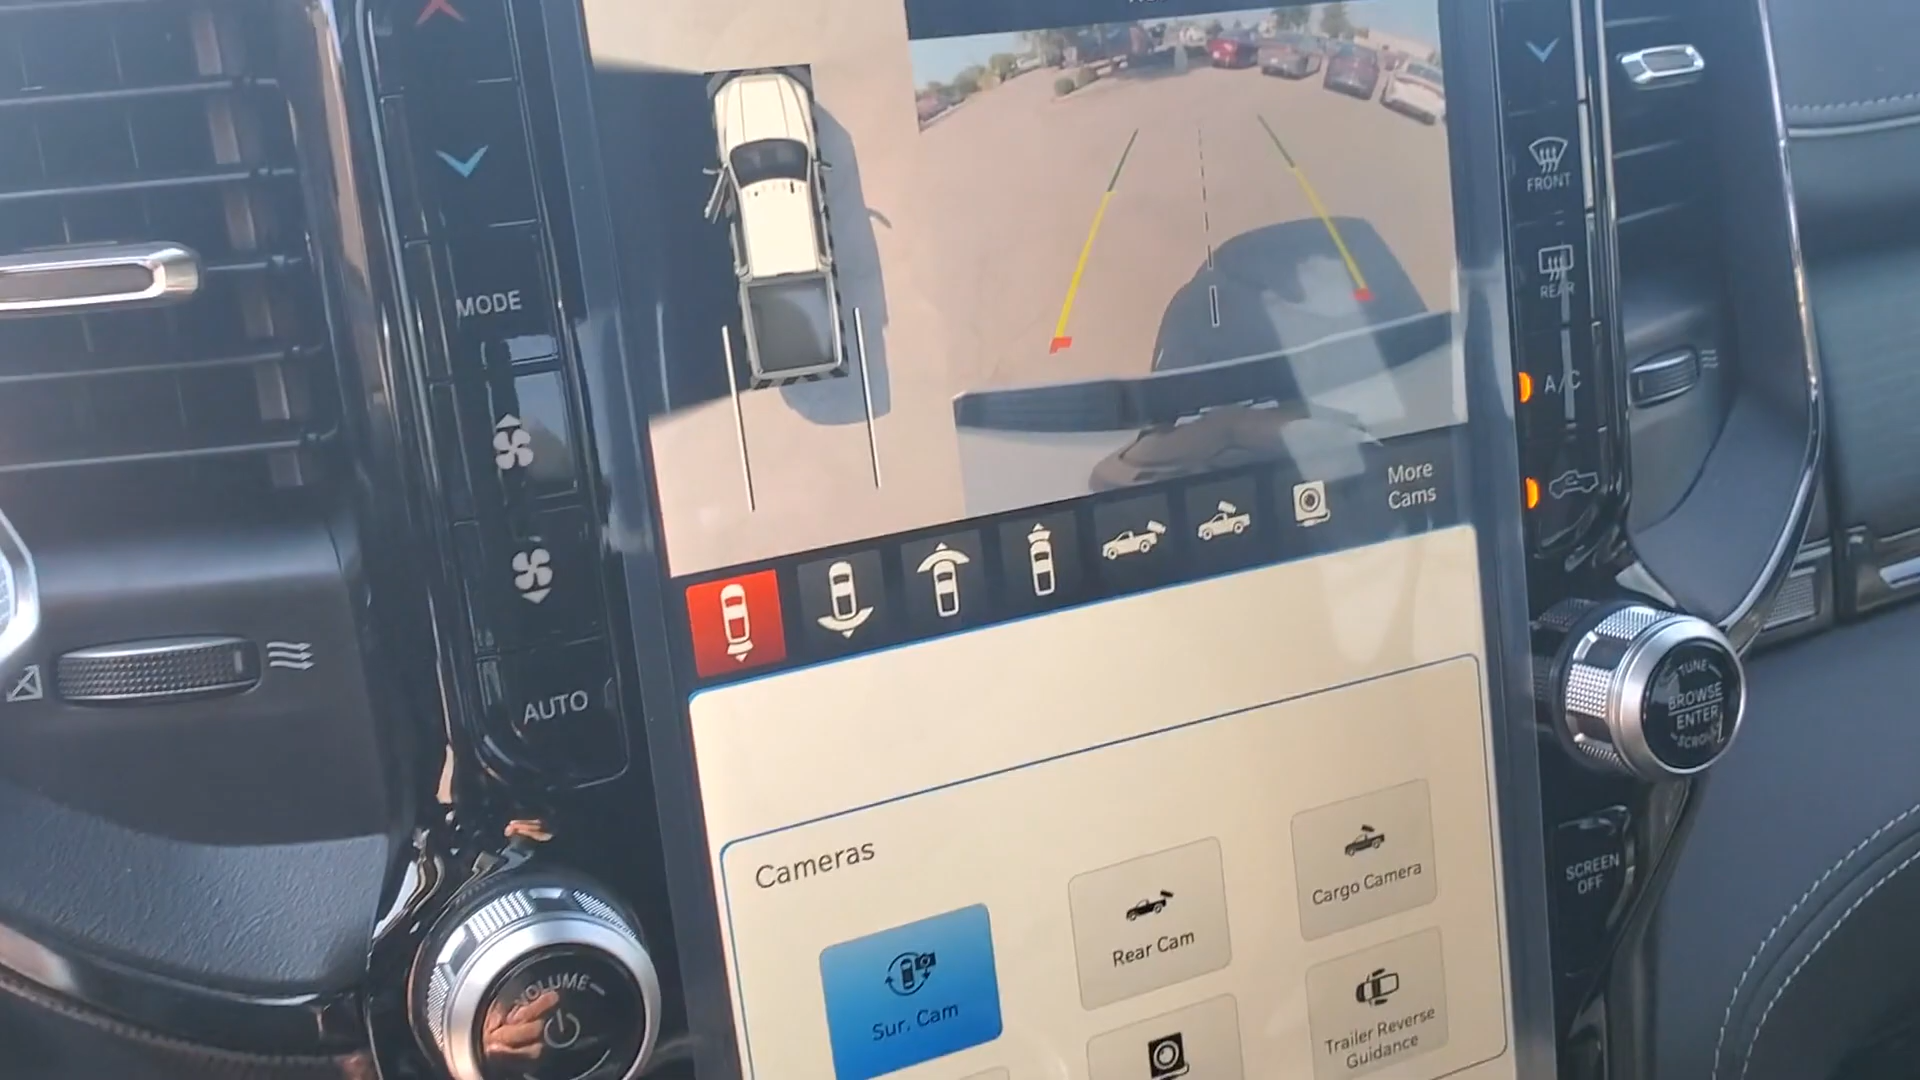 MODE
AUTO
VOLUME
More
Cams
Cameras
Sur. Cam
Rear Cam
Cargo Camera
Trailer Reverse
Guidance
FRONT
REAR
A/C
TUNE
BROWSE
ENTER
SCROLL
SCREEN
OFF